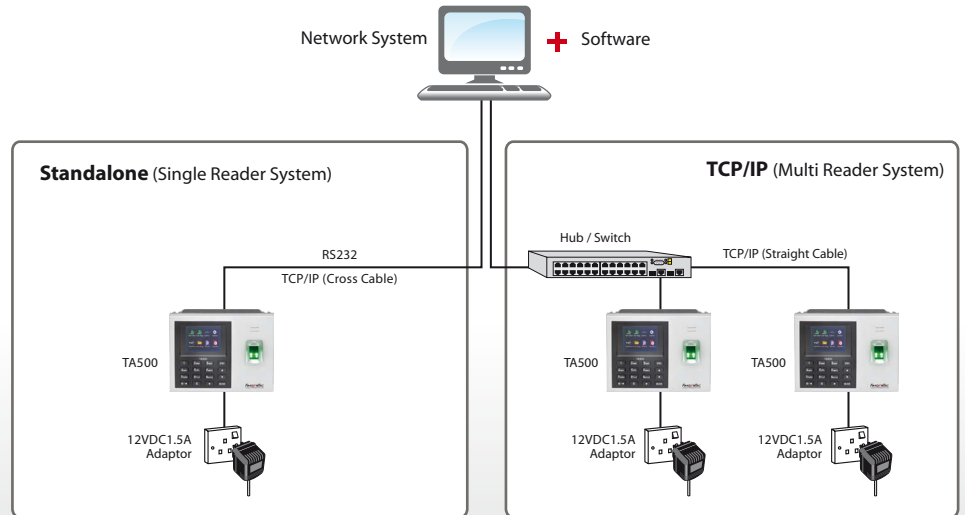 Network System
Software
Standalone (Single Reader System)
TCP/IP (Multi Reader System)
RS232
TCP/IP (Cross Cable)
Hub / Switch
TCP/IP (Straight Cable)
TA500
TA500
TA500
12VDC1.5A
Adaptor
12VDC1.5A
Adaptor
12VDC1.5A
Adaptor